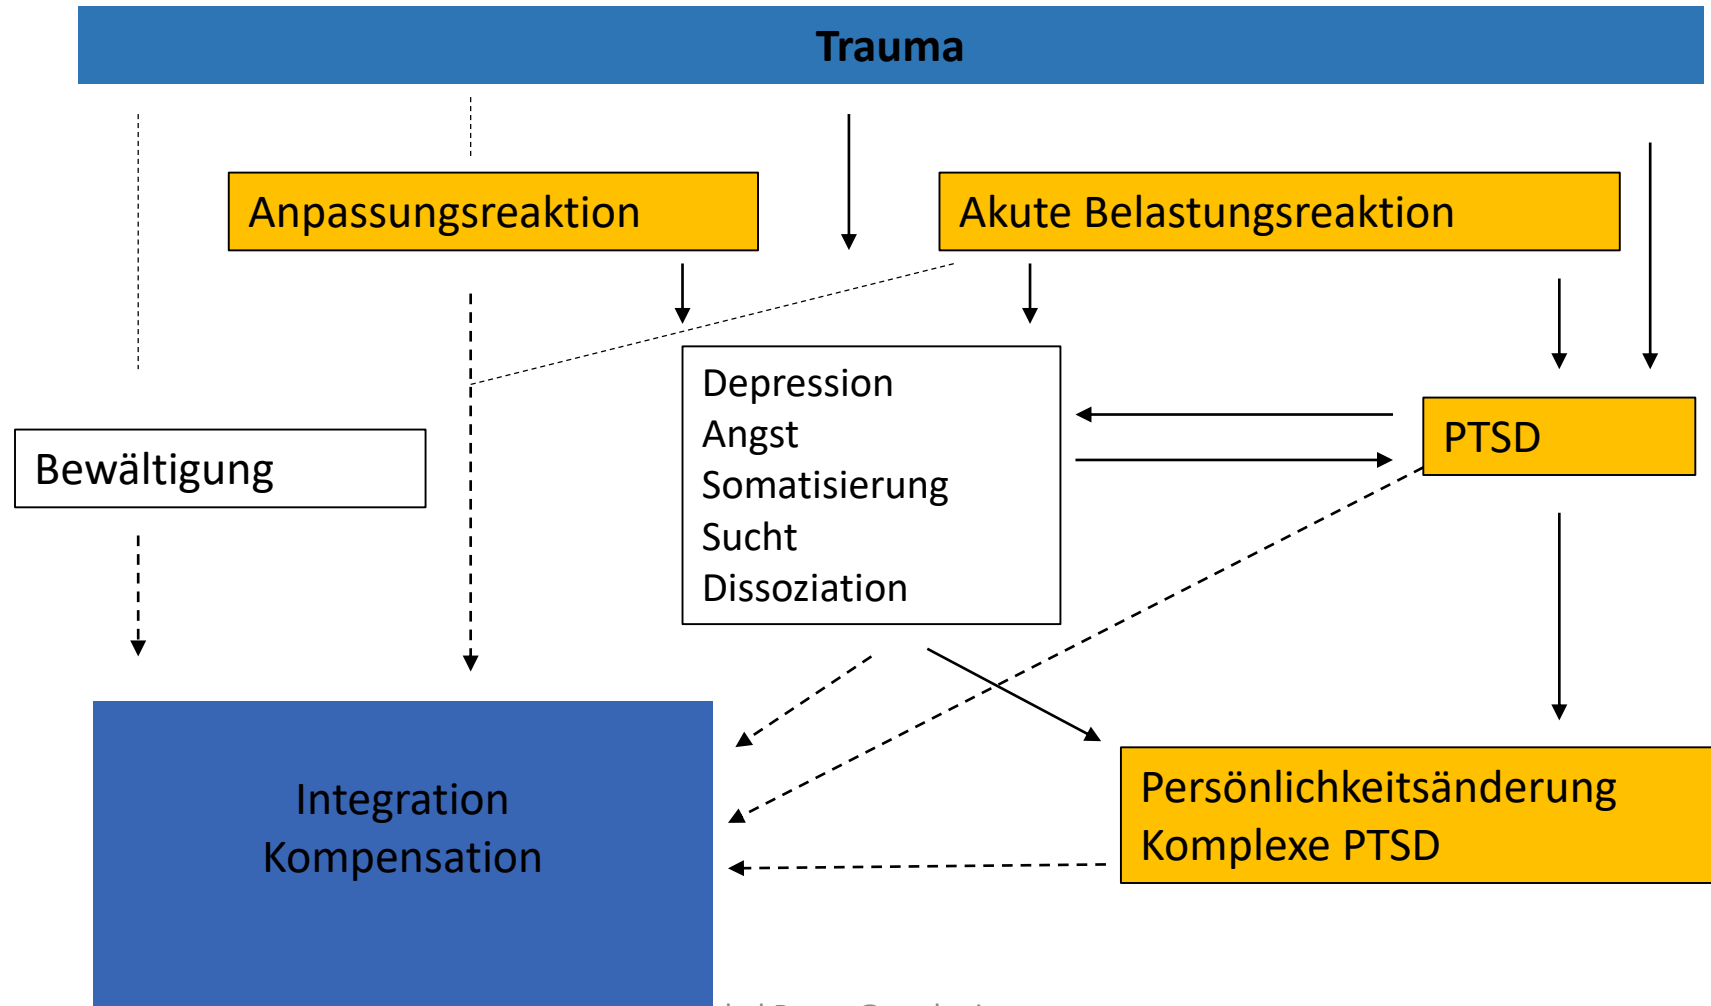 Trauma
Anpassungsreaktion
Akute Belastungsreaktion
Depression
Angst
Somatisierung
Sucht
Dissoziation
PTSD
Bewältigung
Integration
Kompensation
Persönlichkeitsänderung
Komplexe PTSD